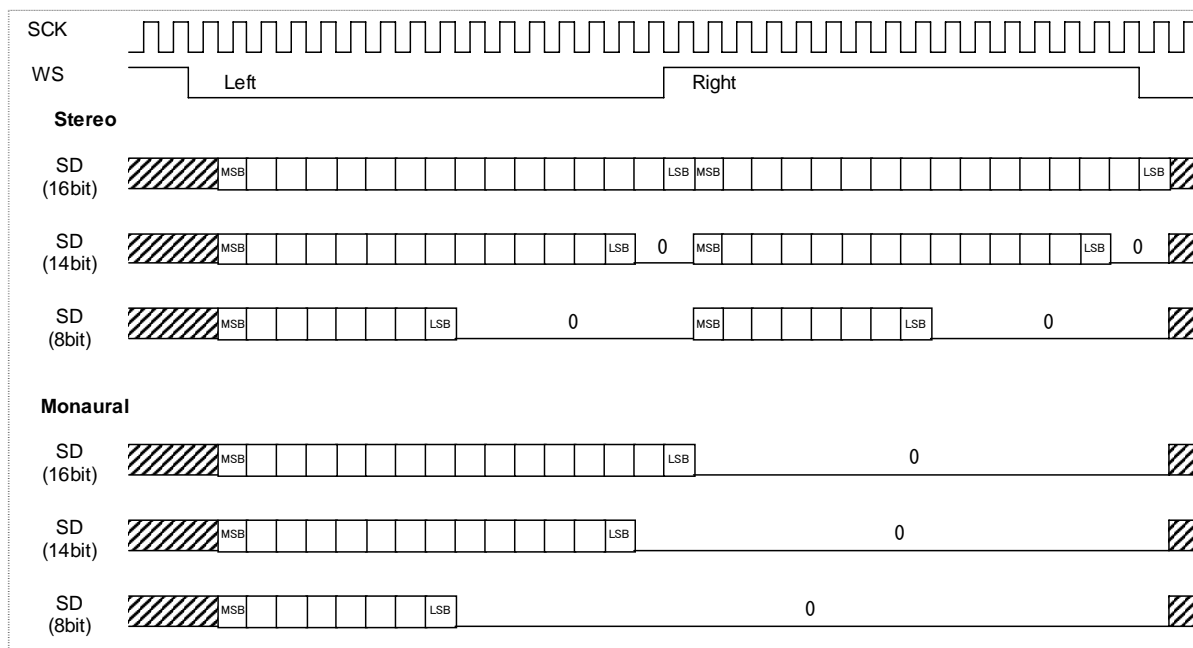 SCK
WS
Left
Right
Stereo
SD
(16bit)
MSB
LSB
MSB
LSB
SD
(14bit)
MSB
LSB
0
MSB
LSB
0
SD
(8bit)
MSB
LSB
0
MSB
LSB
0
Monaural
SD
(16bit)
MSB
LSB
0
SD
(14bit)
MSB
LSB
0
SD
(8bit)
MSB
LSB
0